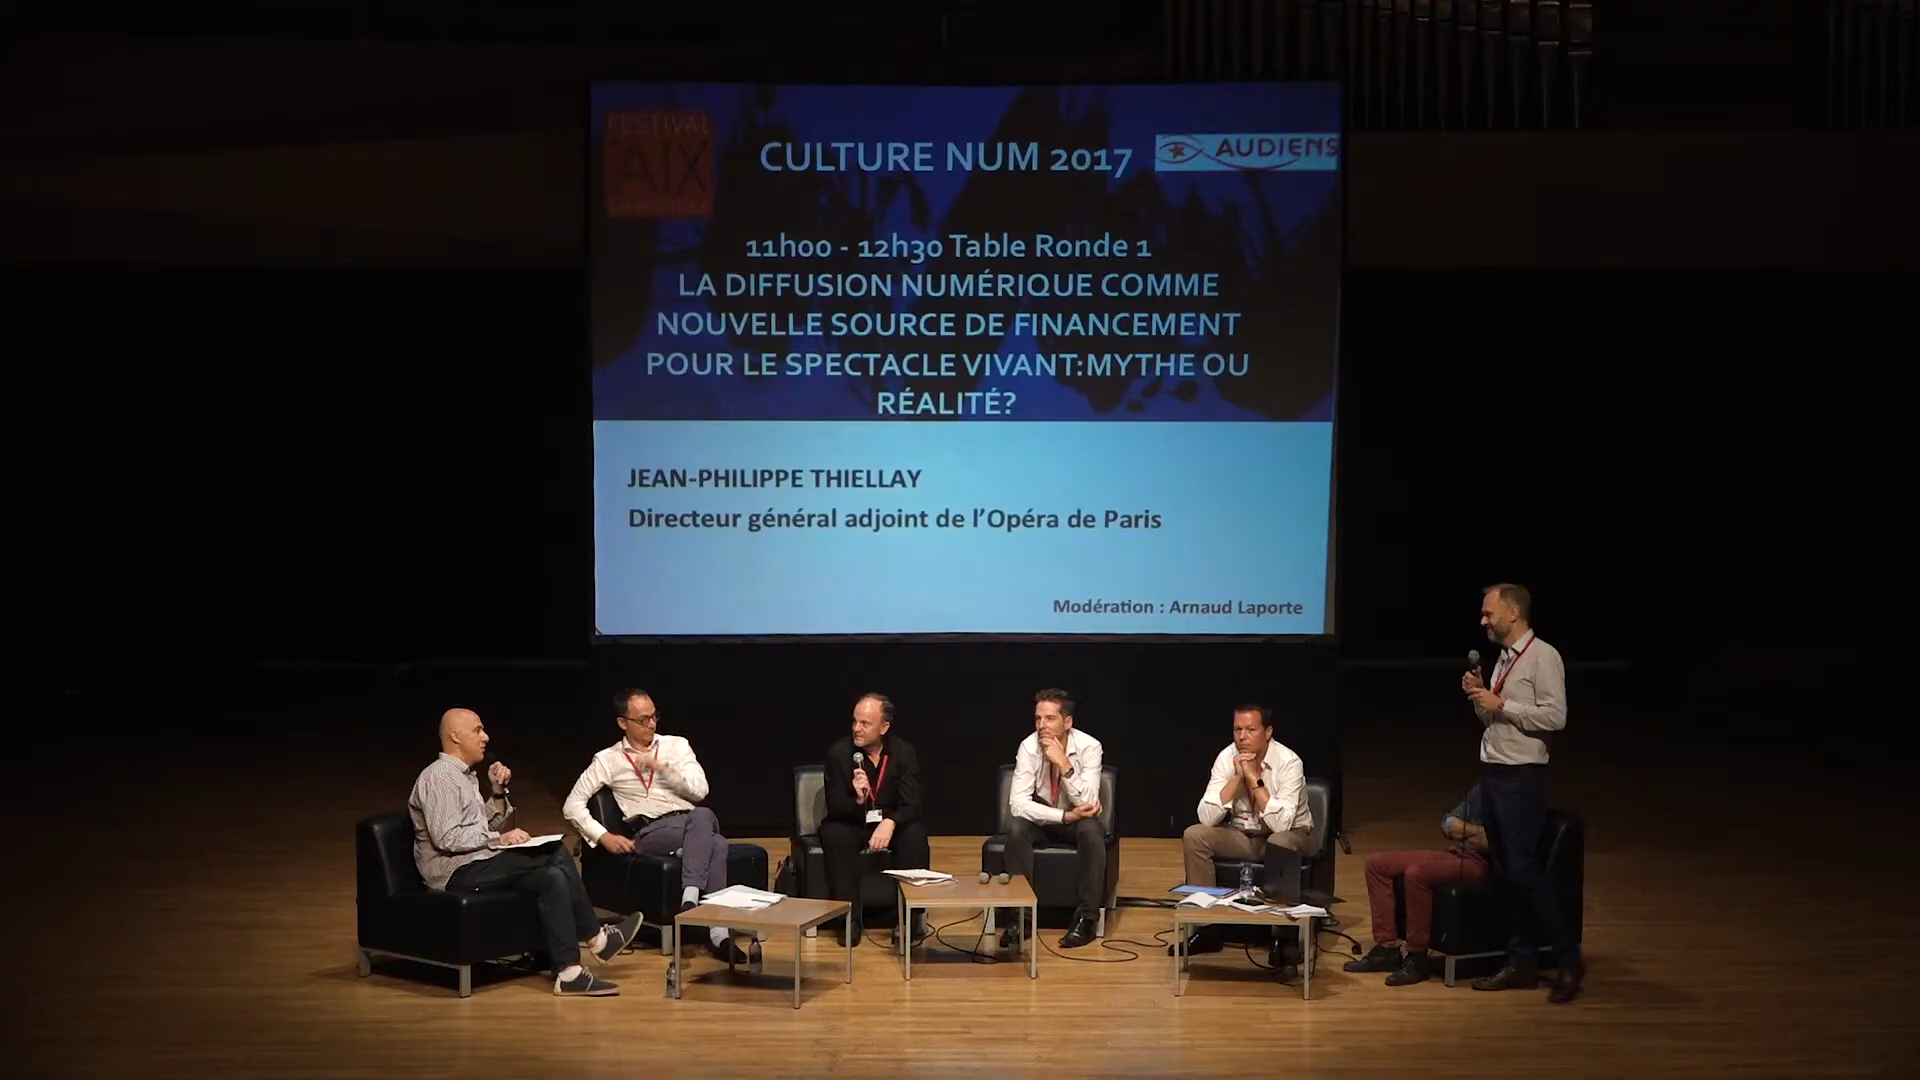 FESTIVAL
AIX
CULTURE NUM 2017
AUDIENS
11h00 - 12h30 Table Ronde 1
LA DIFFUSION NUMÉRIQUE COMME
NOUVELLE SOURCE DE FINANCEMENT
POUR LE SPECTACLE VIVANT:MYTHE OU
RÉALITÉ?
JEAN-PHILIPPE THIELLAY
Directeur général adjoint de l’Opéra de Paris
Modération : Arnaud Laporte